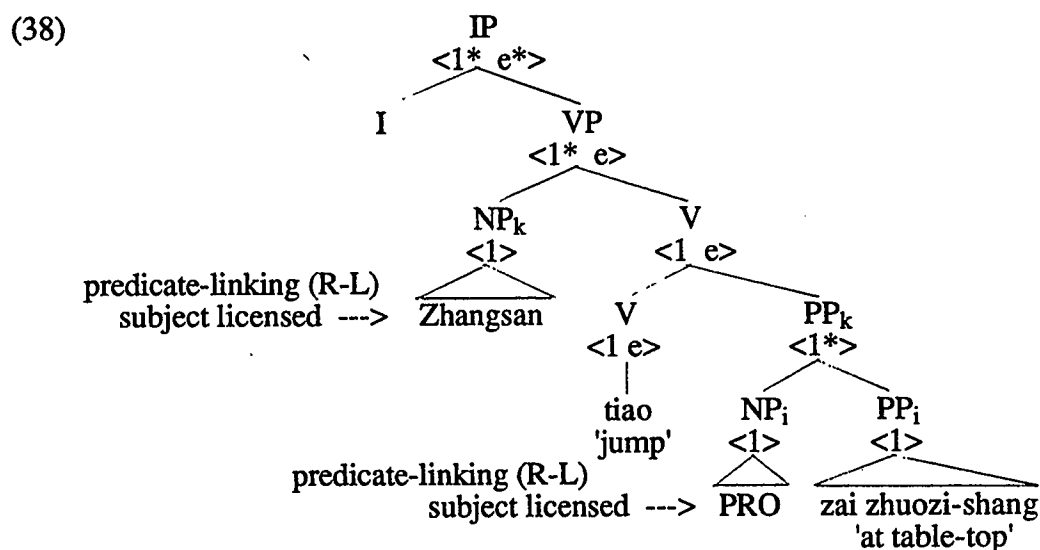 (38) IP
<1* e*>
I VP
<1* e>
NPk V
<1> <1 e>
predicate-linking (R-L)
subject licensed ---> Zhangsan V PPk
<1 e> <1*>
tiao NPi PPi
'jump' <1> <1>
predicate-linking (R-L)
subject licensed ---> PRO zai zhuozi-shang
'at table-top'